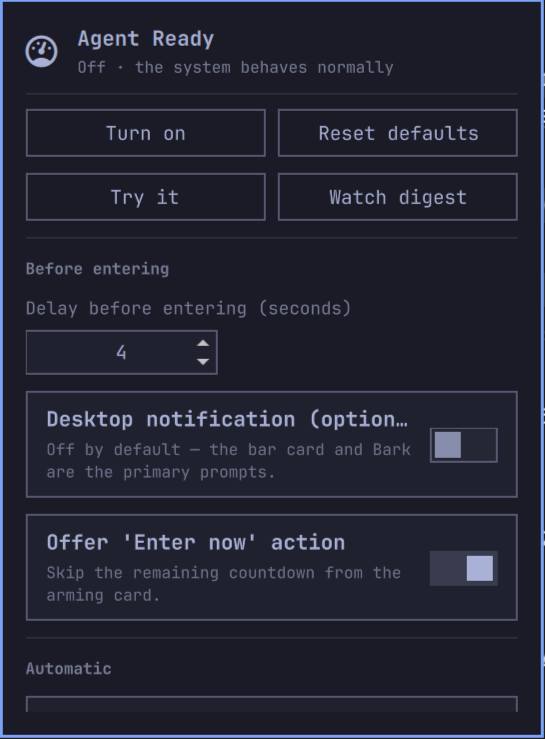 Agent Ready
Off · the system behaves normally
Turn on
Reset defaults
Try it
Watch digest
Before entering
Delay before entering (seconds)
4
Desktop notification (option…
Off by default — the bar card and Bark
are the primary prompts.
Offer 'Enter now' action
Skip the remaining countdown from the
arming card.
Automatic